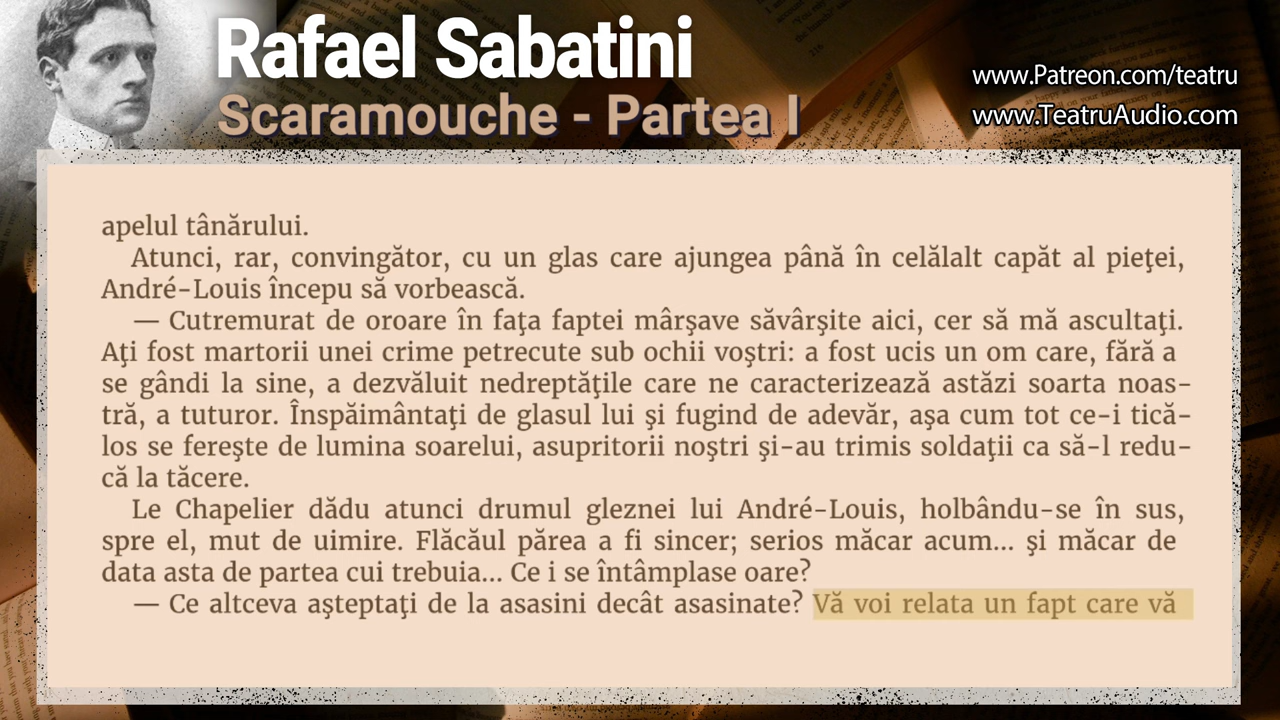 Rafael Sabatini
Scaramouche - Partea I
www.Patreon.com/teatru
www.TeatruAudio.com
apelul tânărului.
Atunci, rar, convingător, cu un glas care ajungea până în celălalt capăt al pieţei,
André-Louis începu să vorbească.
— Cutremurat de oroare în faţa faptei mârşave săvârşite aici, cer să mă ascultaţi.
Aţi fost martorii unei crime petrecute sub ochii voştri: a fost ucis un om care, fără a
se gândi la sine, a dezvăluit nedreptăţile care ne caracterizează astăzi soarta noas-
tră, a tuturor. Înspăimântaţi de glasul lui şi fugind de adevăr, aşa cum tot ce-i tică-
los se fereşte de lumina soarelui, asupritorii noştri şi-au trimis soldaţii ca să-l redu-
că la tăcere.
Le Chapelier dădu atunci drumul gleznei lui André-Louis, holbându-se în sus,
spre el, mut de uimire. Flăcăul părea a fi sincer; serios măcar acum... şi măcar de
data asta de partea cui trebuia... Ce i se întâmplase oare?
— Ce altceva aşteptaţi de la asasini decât asasinate? Vă voi relata un fapt care vă